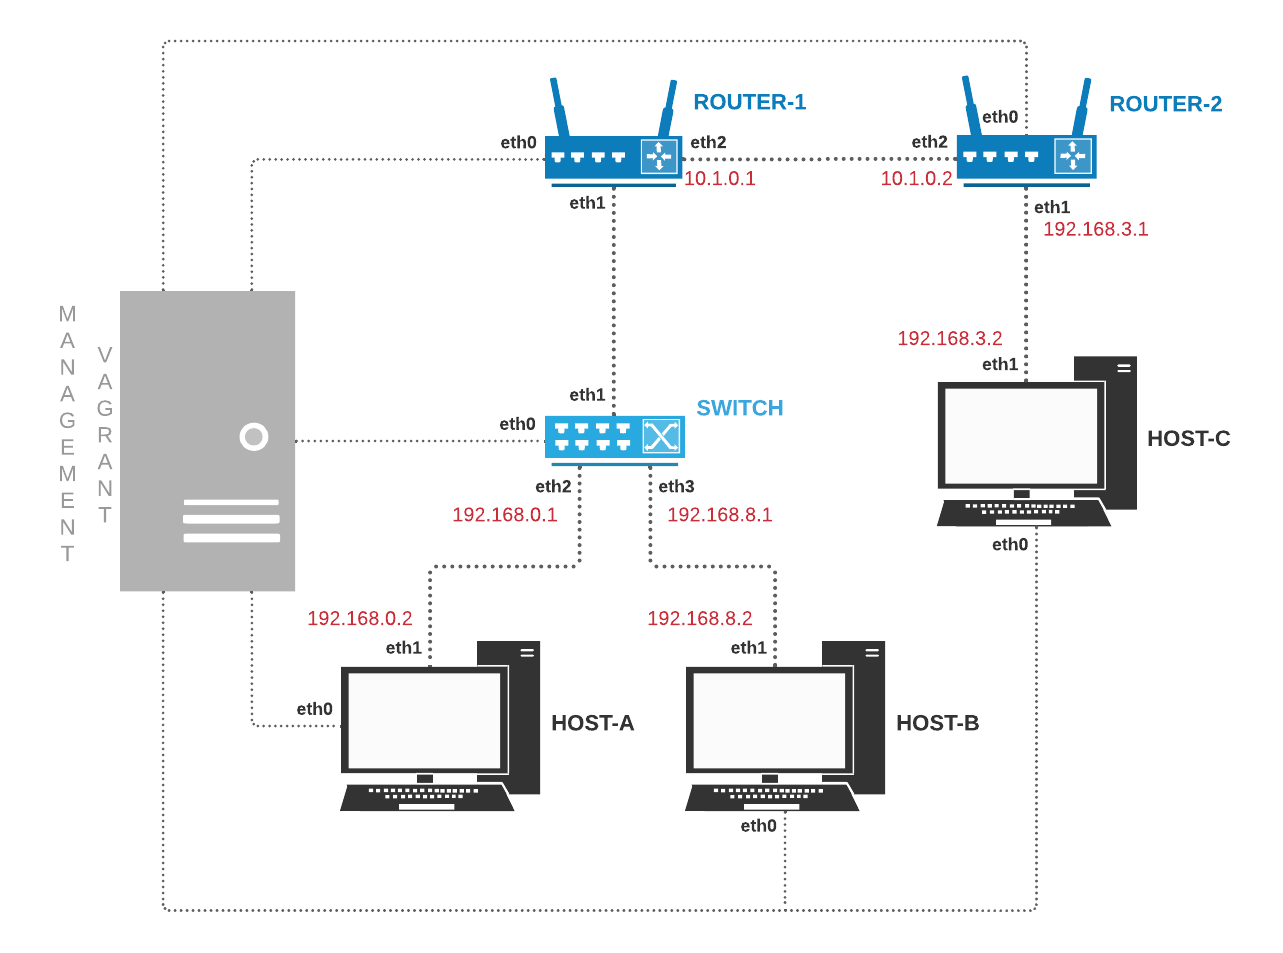 ROUTER-1
ROUTER-2
eth0
eth0
eth2
eth2
10.1.0.1
10.1.0.2
eth1
eth1
192.168.3.1
MANAGEMENT
VAGRANT
192.168.3.2
eth1
eth1
SWITCH
eth0
HOST-C
eth2
eth3
192.168.0.1
192.168.8.1
eth0
192.168.0.2
192.168.8.2
eth1
eth1
eth0
HOST-A
HOST-B
eth0